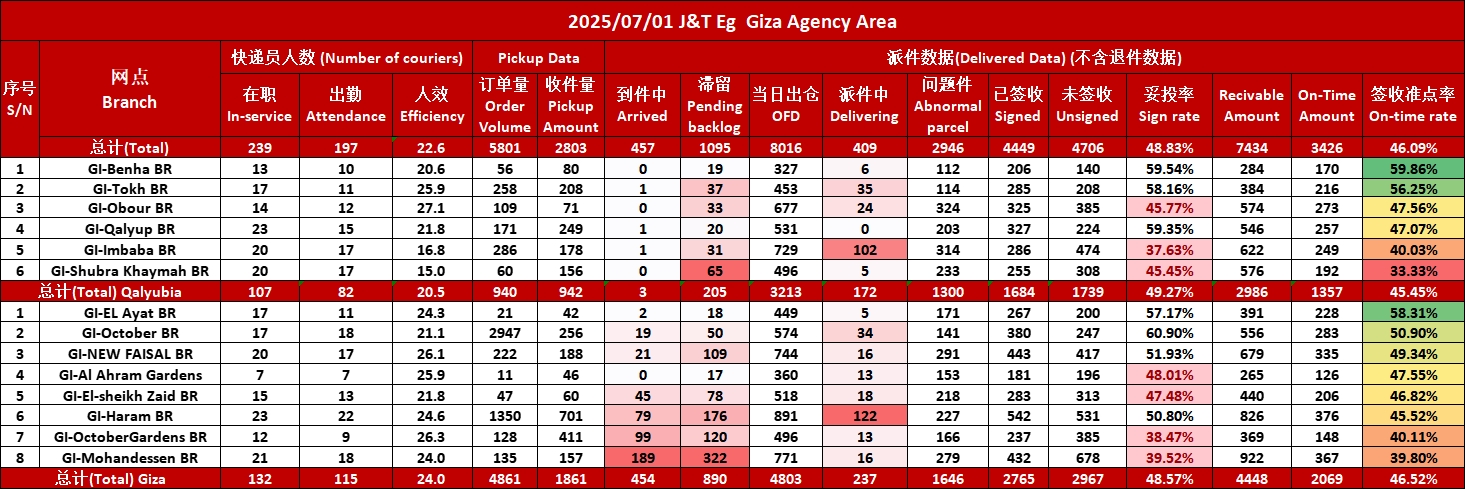 2025/07/01 J&T Eg  Giza Agency Area
序号 S/N 网点 Branch 快递员人数 (Number of couriers) Pickup Data 派件数据(Delivered Data) (不含退件数据)
在职 In-service 出勤 Attendance 人效 Efficiency 订单量 Order Volume 收件量 Pickup Amount 到件中 Arrived 滞留 Pending backlog 当日出仓 OFD 派件中 Delivering 问题件 Abnormal parcel 已签收 Signed 未签收 Unsigned 妥投率 Sign rate Recivable Amount On-Time Amount 签收准点率 On-time rate
总计(Total) 239 197 22.6 5801 2803 457 1095 8016 409 2946 4449 4706 48.83% 7434 3426 46.09%
1 GI-Benha BR 13 10 20.6 56 80 0 19 327 6 112 206 140 59.54% 284 170 59.86%
2 GI-Tokh BR 17 11 25.9 258 208 1 37 453 35 114 285 208 58.16% 384 216 56.25%
3 GI-Obour BR 14 12 27.1 109 71 0 33 677 24 324 325 385 45.77% 574 273 47.56%
4 GI-Qalyup BR 23 15 21.8 171 249 1 20 531 0 203 327 224 59.35% 546 257 47.07%
5 GI-Imbaba BR 20 17 16.8 286 178 1 31 729 102 314 286 474 37.63% 622 249 40.03%
6 GI-Shubra Khaymah BR 20 17 15.0 60 156 0 65 496 5 233 255 308 45.45% 576 192 33.33%
总计(Total) Qalyubia 107 82 20.5 940 942 3 205 3213 172 1300 1684 1739 49.27% 2986 1357 45.45%
1 GI-EL Ayat BR 17 11 24.3 21 42 2 18 449 5 171 267 200 57.17% 391 228 58.31%
2 GI-October BR 17 18 21.1 2947 256 19 50 574 34 141 380 247 60.90% 556 283 50.90%
3 GI-NEW FAISAL BR 20 17 26.1 222 188 21 109 744 16 291 443 417 51.93% 679 335 49.34%
4 GI-Al Ahram Gardens 7 7 25.9 11 46 0 17 360 13 153 181 196 48.01% 265 126 47.55%
5 GI-El-sheikh Zaid BR 15 13 21.8 47 60 45 78 518 18 218 283 313 47.48% 440 206 46.82%
6 GI-Haram BR 23 22 24.6 1350 701 79 176 891 122 227 542 531 50.80% 826 376 45.52%
7 GI-OctoberGardens BR 12 9 26.3 128 411 99 120 496 13 166 237 385 38.47% 369 148 40.11%
8 GI-Mohandessen BR 21 18 24.0 135 157 189 322 771 16 279 432 678 39.52% 922 367 39.80%
总计(Total) Giza 132 115 24.0 4861 1861 454 890 4803 237 1646 2765 2967 48.57% 4448 2069 46.52%